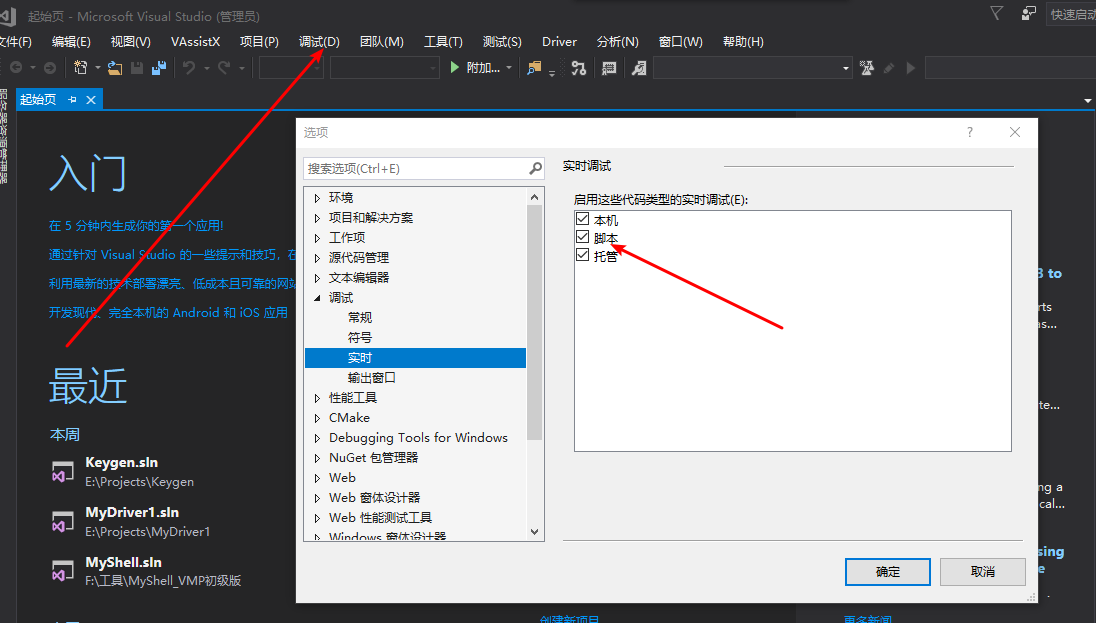 起始页 - Microsoft Visual Studio (管理员)
快速启动
文件(F) 编辑(E) 视图(V) VAssistX 项目(P) 调试(D) 团队(M) 工具(T) 测试(S) Driver 分析(N) 窗口(W) 帮助(H)
附加...
起始页
入门
在 5 分钟内生成你的第一个应用!
通过针对 Visual Studio 的一些提示和技巧，在
利用最新的技术部署漂亮、低成本且可靠的网站
开发现代、完全本机的 Android 和 iOS 应用
最近
本周
Keygen.sln
E:\Projects\Keygen
MyDriver1.sln
E:\Projects\MyDriver1
MyShell.sln
F:\工具\MyShell_VMP初级版
选项
?
搜索选项(Ctrl+E)
环境
项目和解决方案
工作项
源代码管理
文本编辑器
调试
常规
符号
实时
输出窗口
性能工具
CMake
Debugging Tools for Windows
NuGet 包管理器
Web
Web 窗体设计器
Web 性能测试工具
Windows 窗体设计器
实时调试
启用这些代码类型的实时调试(E):
本机
脚本
托管
确定
取消
3 to
rts
as...
te...
ng a
cal...
sing
e
创建新项目
更多新闻